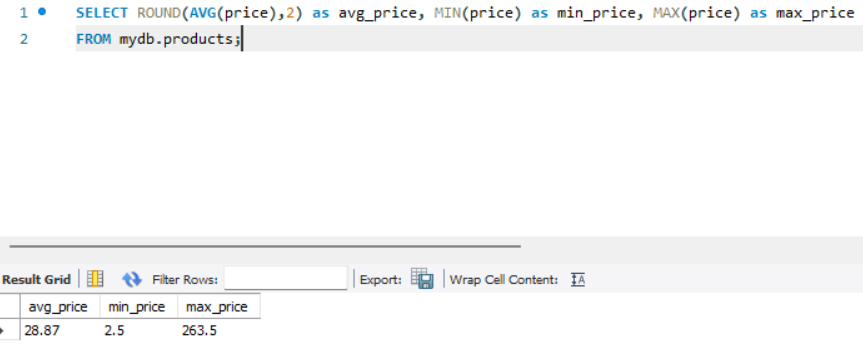 1 SELECT ROUND(AVG(price),2) as avg_price, MIN(price) as min_price, MAX(price) as max_price
2 FROM mydb.products;
Result Grid Filter Rows: Export: Wrap Cell Content:
avg_price min_price max_price
28.87 2.5 263.5